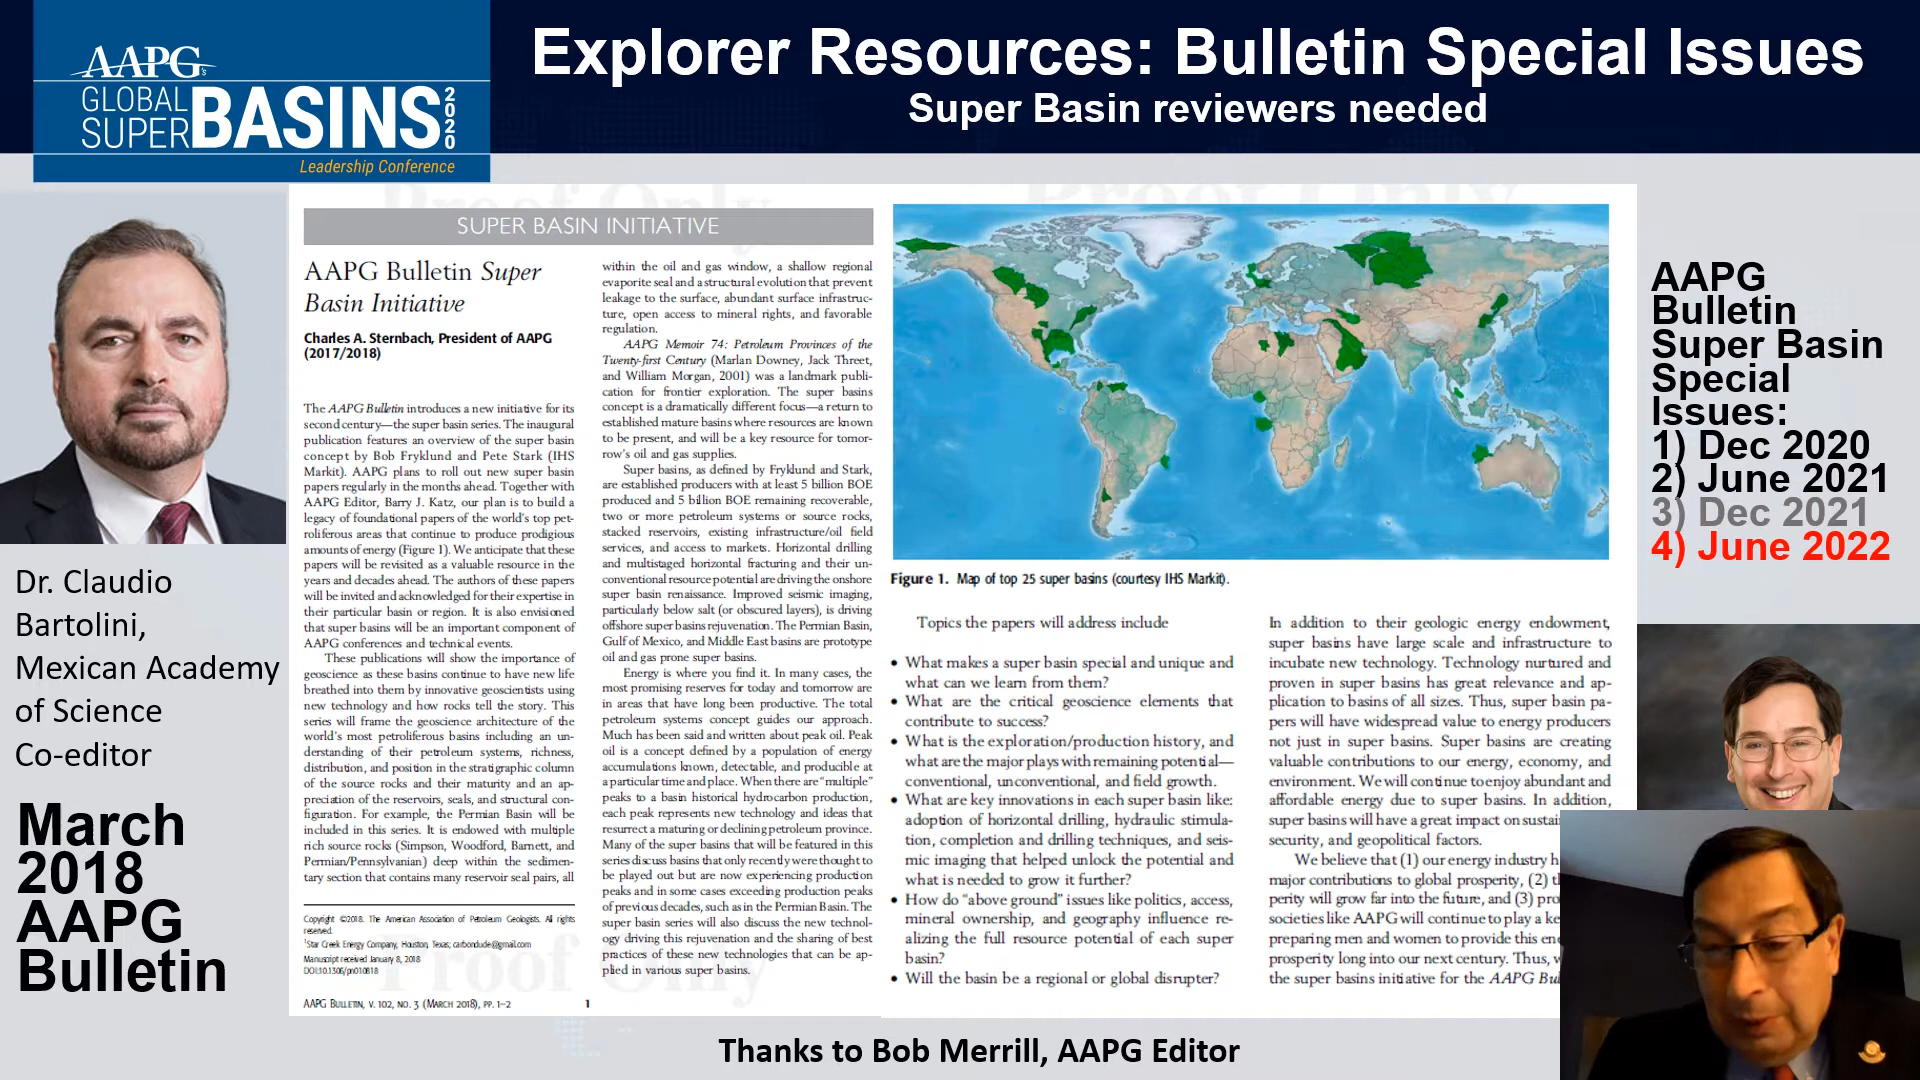 AAPG's
GLOBAL
SUPER BASINS 2020
Leadership Conference
Explorer Resources: Bulletin Special Issues
Super Basin reviewers needed
Dr. Claudio
Bartolini,
Mexican Academy
of Science
Co-editor
March
2018
AAPG
Bulletin
Proof Only
SUPER BASIN INITIATIVE
AAPG Bulletin Super
Basin Initiative
Charles A. Sternbach, President of AAPG
(2017/2018)
The AAPG Bulletin introduces a new initiative for its
second century—the super basin series. The inaugural
publication features an overview of the super basin
concept by Bob Fryklund and Pete Stark (IHS
Markit). AAPG plans to roll out new super basin
papers regularly in the months ahead. Together with
AAPG Editor, Barry J. Katz, our plan is to build a
legacy of foundational papers of the world's top pet-
roliferous areas that continue to produce prodigious
amounts of energy (Figure 1). We anticipate that these
papers will be revisited as a valuable resource in the
years and decades ahead. The authors of these papers
will be invited and acknowledged for their expertise in
their particular basin or region. It is also envisioned
that super basins will be an important component of
AAPG conferences and technical events.
These publications will show the importance of
geoscience as these basins continue to have new life
breathed into them by innovative geoscientists using
new technology and how rocks tell the story. This
series will frame the geoscience architecture of the
world's most petroliferous basins including an un-
derstanding of their petroleum systems, richness,
distribution, and position in the stratigraphic column
of the source rocks and their maturity and an ap-
preciation of the reservoirs, seals, and structural con-
figuration. For example, the Permian Basin will be
included in this series. It is endowed with multiple
rich source rocks (Simpson, Woodford, Barnett, and
Permian/Pennsylvanian) deep within the sedimen-
tary section that contains many reservoir seal pairs, all
Copyright ©2018. The American Association of Petroleum Geologists. All rights
reserved.
1Star Creek Energy Company, Houston, Texas; carbondude@gmail.com
Manuscript received January 8, 2018
DOI:10.1306/pro010818
AAPG BULLETIN, V. 102, NO. 3 (MARCH 2018), PP. 1–2
1
within the oil and gas window, a shallow regional
evaporite seal and a structural evolution that prevent
leakage to the surface, abundant surface infrastruc-
ture, open access to mineral rights, and favorable
regulation.
AAPG Memoir 74: Petroleum Provinces of the
Twenty-first Century (Marlan Downey, Jack Threet,
and William Morgan, 2001) was a landmark publi-
cation for frontier exploration. The super basins
concept is a dramatically different focus—a return to
established mature basins where resources are known
to be present, and will be a key resource for tomor-
row's oil and gas supplies.
Super basins, as defined by Fryklund and Stark,
are established producers with at least 5 billion BOE
produced and 5 billion BOE remaining recoverable,
two or more petroleum systems or source rocks,
stacked reservoirs, existing infrastructure/oil field
services, and access to markets. Horizontal drilling
and multistaged horizontal fracturing and their un-
conventional resource potential are driving the onshore
super basin renaissance. Improved seismic imaging,
particularly below salt (or obscured layers), is driving
offshore super basins rejuvenation. The Permian Basin,
Gulf of Mexico, and Middle East basins are prototype
oil and gas prone super basins.
Energy is where you find it. In many cases, the
most promising reserves for today and tomorrow are
in areas that have long been productive. The total
petroleum systems concept guides our approach.
Much has been said and written about peak oil. Peak
oil is a concept defined by a population of energy
accumulations known, detectable, and producible at
a particular time and place. When there are "multiple"
peaks to a basin historical hydrocarbon production,
each peak represents new technology and ideas that
resurrect a maturing or declining petroleum province.
Many of the super basins that will be featured in this
series discuss basins that only recently were thought to
be played out but are now experiencing production
peaks and in some cases exceeding production peaks
of previous decades, such as in the Permian Basin. The
super basin series will also discuss the new technol-
ogy driving this rejuvenation and the sharing of best
practices of these new technologies that can be ap-
plied in various super basins.
Proof Only
Proof Only
Figure 1. Map of top 25 super basins (courtesy IHS Markit).
Topics the papers will address include
• What makes a super basin special and unique and
what can we learn from them?
• What are the critical geoscience elements that
contribute to success?
• What is the exploration/production history, and
what are the major plays with remaining potential—
conventional, unconventional, and field growth.
• What are key innovations in each super basin like:
adoption of horizontal drilling, hydraulic stimula-
tion, completion and drilling techniques, and seis-
mic imaging that helped unlock the potential and
what is needed to grow it further?
• How do "above ground" issues like politics, access,
mineral ownership, and geography influence re-
alizing the full resource potential of each super
basin?
• Will the basin be a regional or global disrupter?
In addition to their geologic energy endowment,
super basins have large scale and infrastructure to
incubate new technology. Technology nurtured and
proven in super basins has great relevance and ap-
plication to basins of all sizes. Thus, super basin pa-
pers will have widespread value to energy producers
not just in super basins. Super basins are creating
valuable contributions to our energy, economy, and
environment. We will continue to enjoy abundant and
affordable energy due to super basins. In addition,
super basins will have a great impact on sustai
security, and geopolitical factors.
We believe that (1) our energy industry h
major contributions to global prosperity, (2) t
perity will grow far into the future, and (3) pro
societies like AAPG will continue to play a ke
preparing men and women to provide this en
prosperity long into our next century. Thus, w
the super basins initiative for the AAPG Bu
AAPG
Bulletin
Super Basin
Special
Issues:
1) Dec 2020
2) June 2021
3) Dec 2021
4) June 2022
Thanks to Bob Merrill, AAPG Editor